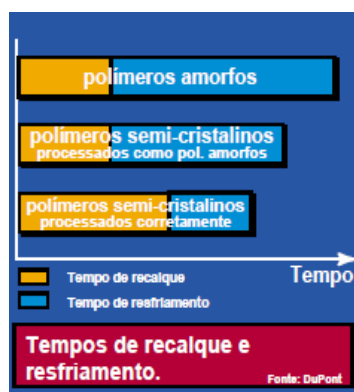 polímeros amorfos
polímeros semi-cristalinos
processados como pol. amorfos
polímeros semi-cristalinos
processados corretamente
Tempo
Tempo de recalque
Tempo de resfriamento
Tempos de recalque e
resfriamento.
Fonte: DuPont